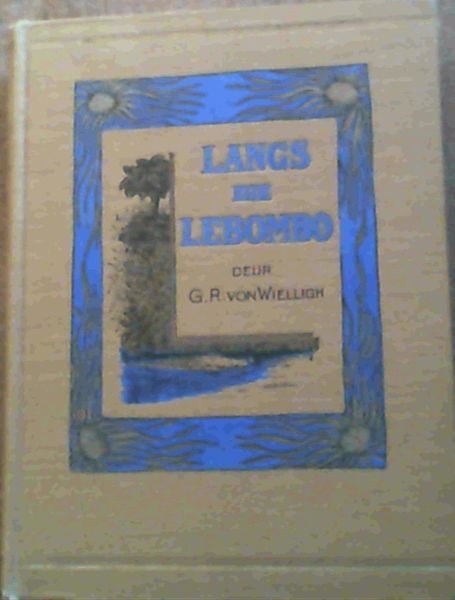 LANGS
DIE
LEBOMBO
DEUR
G.R. VON WIELLIGH